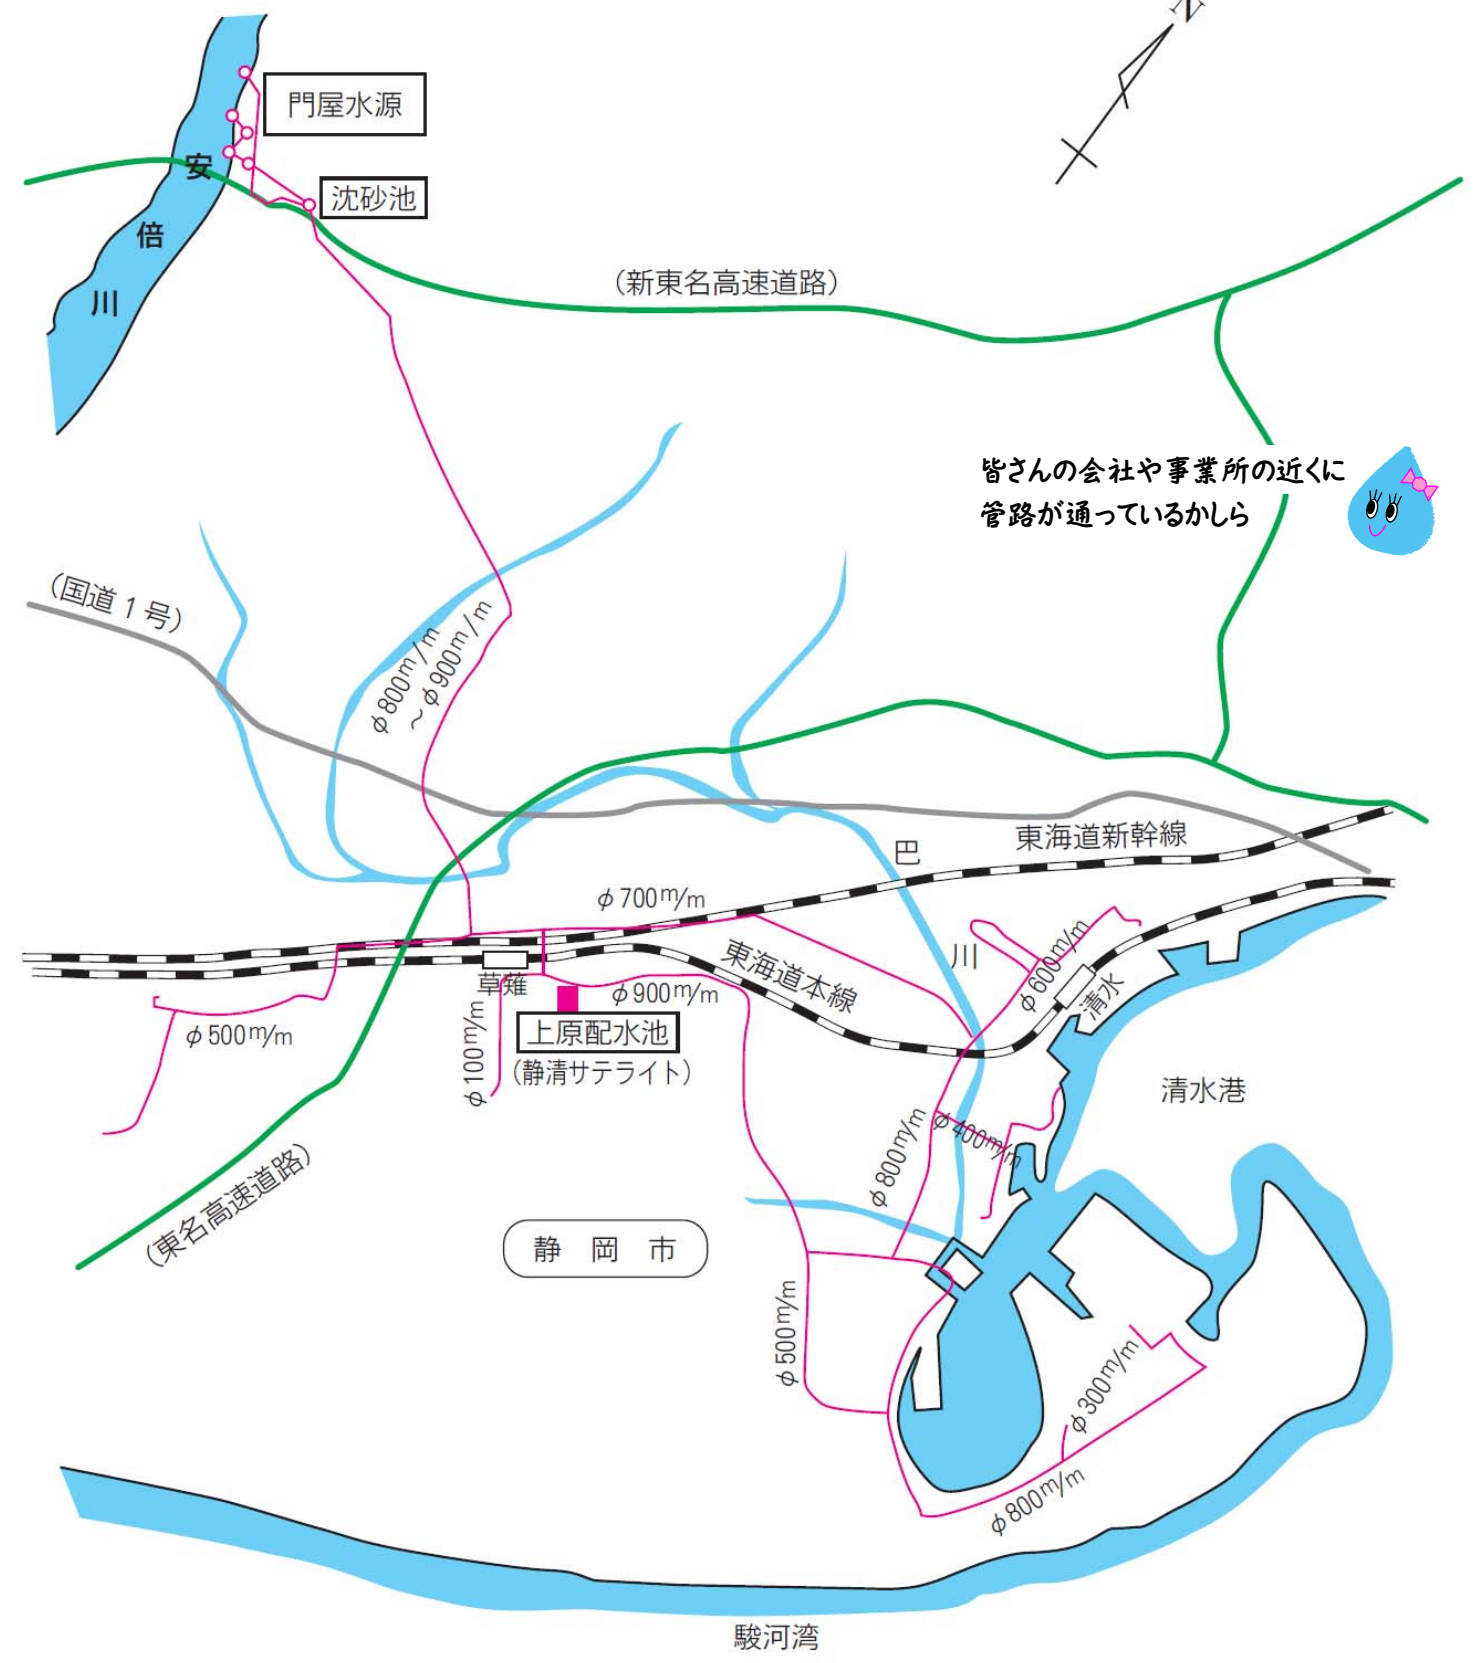 N
門屋水源
沈砂池
安
倍
川
(新東名高速道路)
皆さんの会社や事業所の近くに
管路が通っているかしら
(国道1号)
φ800m/m
～φ900m/m
東海道新幹線
巴
川
φ700m/m
東海道本線
φ600m/m
清水
草薙
φ900m/m
φ500m/m
φ100m/m
上原配水池
(静清サテライト)
清水港
φ800m/m
φ400m/m
(東名高速道路)
静岡市
φ500m/m
φ300m/m
φ800m/m
駿河湾